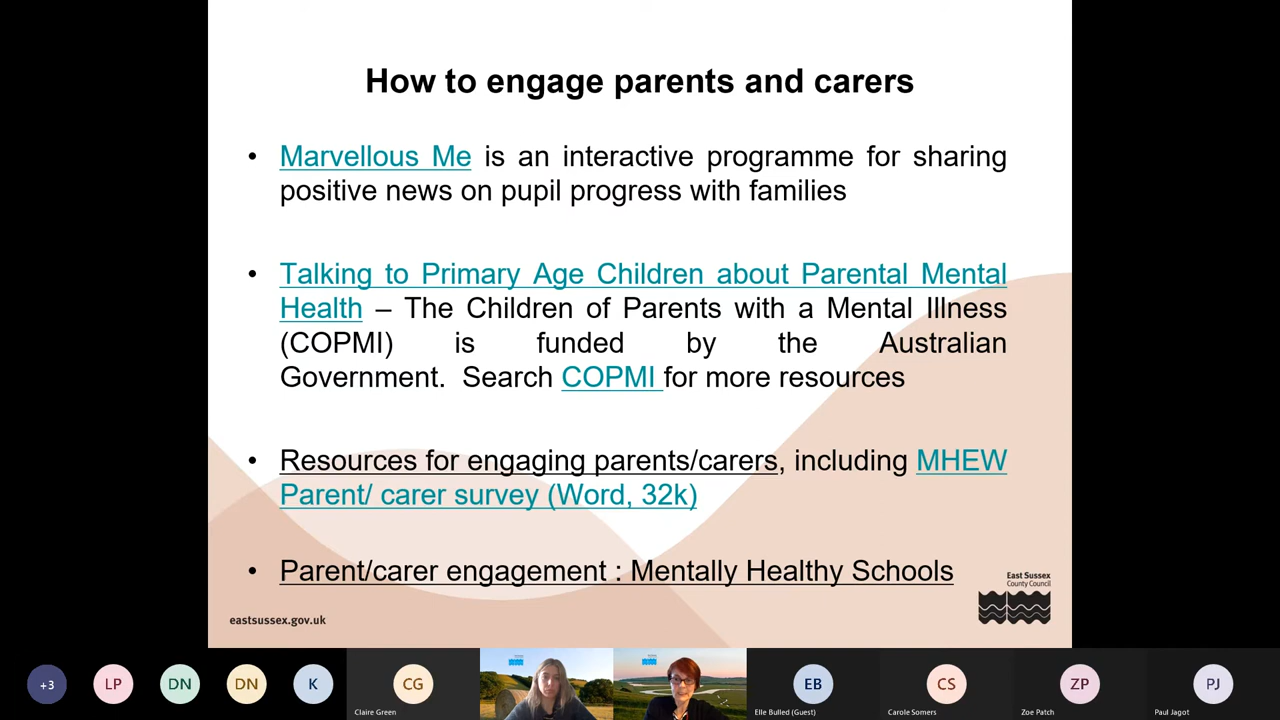 How to engage parents and carers
• Marvellous Me is an interactive programme for sharing
positive news on pupil progress with families
• Talking to Primary Age Children about Parental Mental
Health – The Children of Parents with a Mental Illness
(COPMI) is funded by the Australian
Government. Search COPMI for more resources
• Resources for engaging parents/carers, including MHEW
Parent/ carer survey (Word, 32k)
• Parent/carer engagement : Mentally Healthy Schools
East Sussex
County Council
eastsussex.gov.uk
+3
LP
DN
DN
K
CG
Claire Green
EB
Elle Bulled (Guest)
CS
Carole Somers
ZP
Zoe Patch
PJ
Paul Jagot